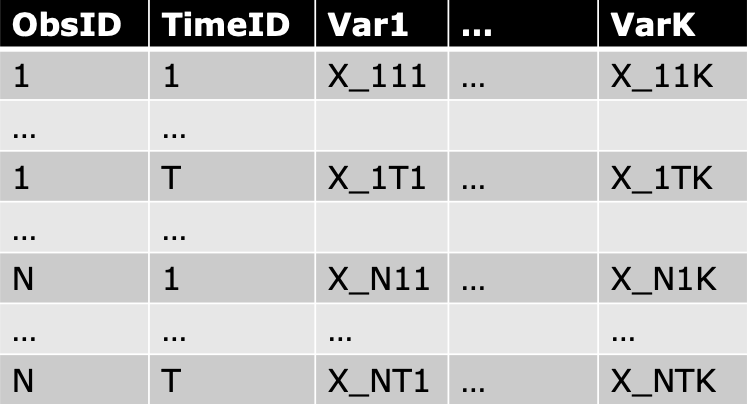 ObsID TimeID Var1 ... VarK
1 1 X_111 ... X_11K
... ...
1 T X_1T1 ... X_1TK
... ...
N 1 X_N11 ... X_N1K
... ... ... ...
N T X_NT1 ... X_NTK